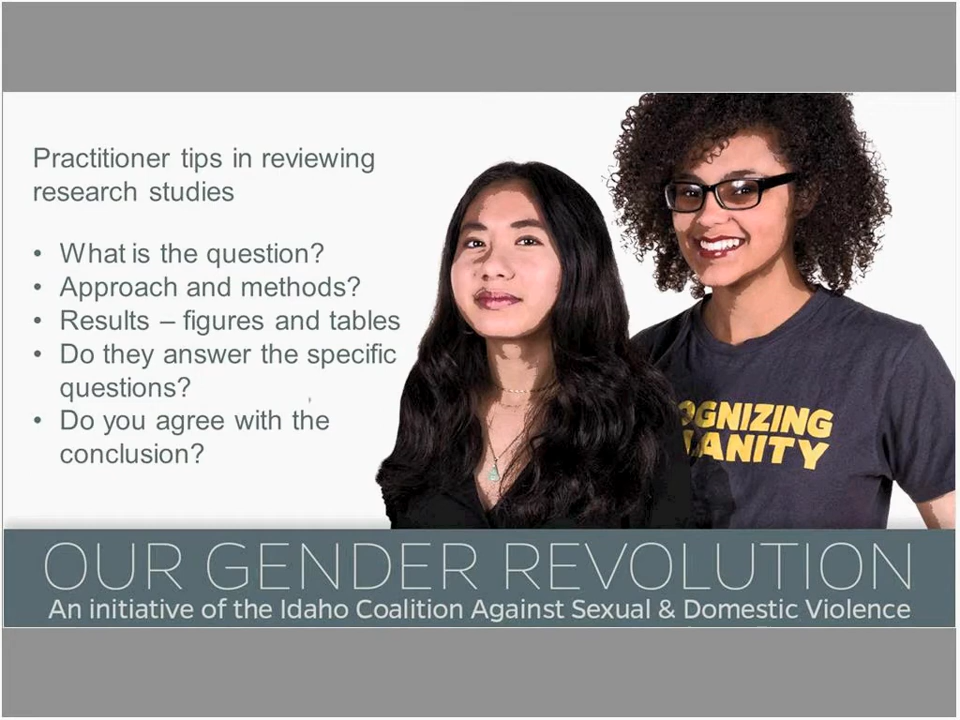 Practitioner tips in reviewing
research studies
• What is the question?
• Approach and methods?
• Results – figures and tables
• Do they answer the specific
questions?
• Do you agree with the
conclusion?
OGNIZING
ANITY
OUR GENDER REVOLUTION
An initiative of the Idaho Coalition Against Sexual & Domestic Violence